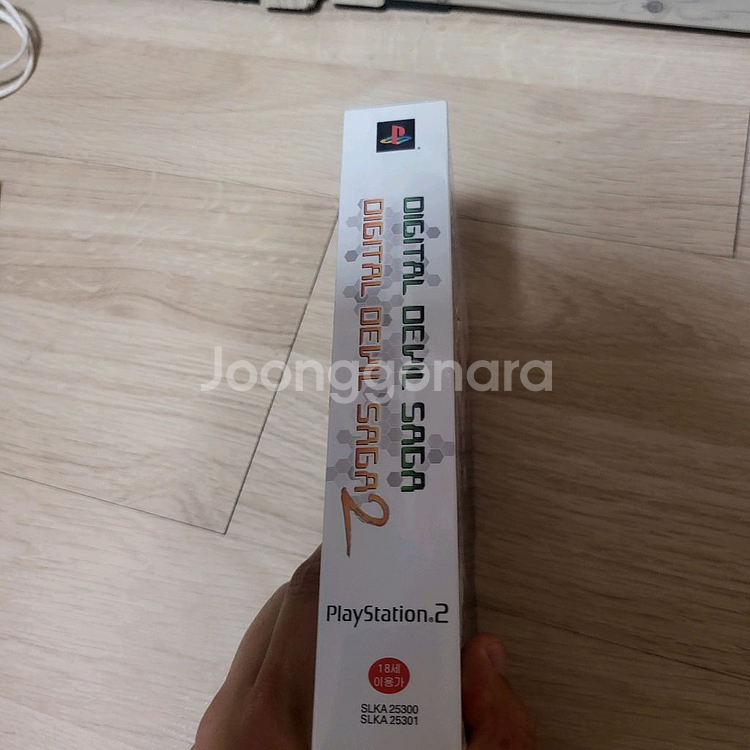 DIGITAL DEVIL SAGA
DIGITAL DEVIL SAGA 2
Joonggonara
PlayStation.2
18세
이용가
SLKA 25300
SLKA 25301